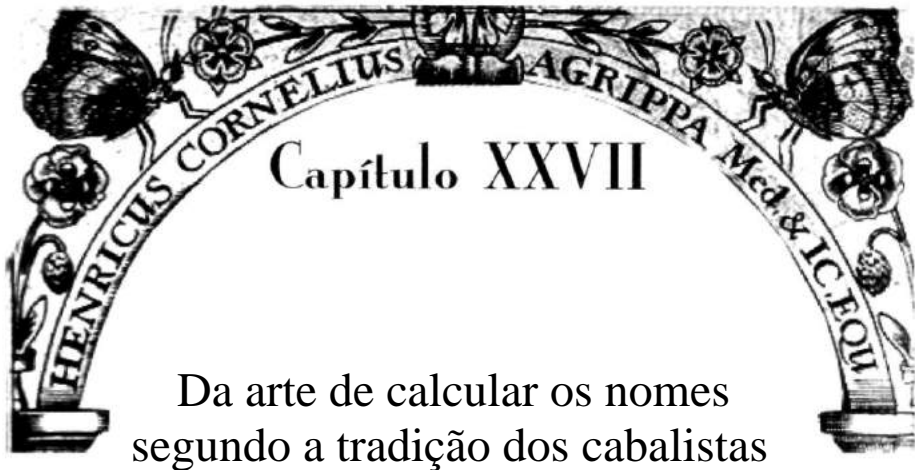 HENRICUS CORNELIUS AGRIPPA Med. & IC. EQU
Capítulo XXVII
Da arte de calcular os nomes
segundo a tradição dos cabalistas